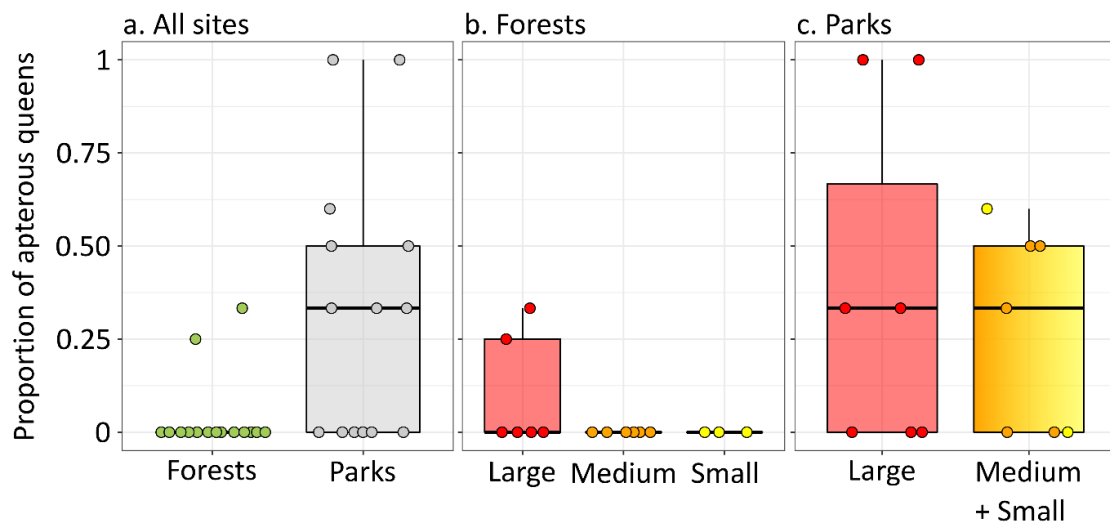 a. All sites
b. Forests
c. Parks
Proportion of apterous queens
1
0.75
0.50
0.25
0
Forests
Parks
Large
Medium
Small
Large
Medium
+ Small